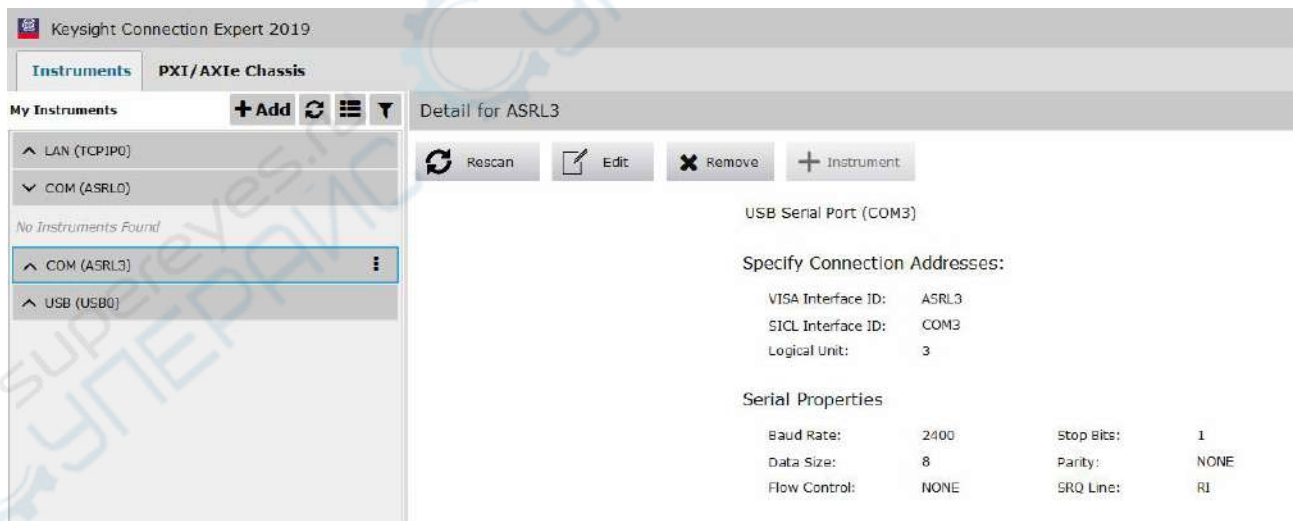 Keysight Connection Expert 2019
Instruments PXI/AXIe Chassis
My Instruments +Add
Detail for ASRL3
LAN (TCPIP0)
COM (ASRL0)
No Instruments Found
COM (ASRL3)
USB (USB0)
Rescan Edit Remove Instrument
USB Serial Port (COM3)
Specify Connection Addresses:
VISA Interface ID: ASRL3
SICL Interface ID: COM3
Logical Unit: 3
Serial Properties
Baud Rate: 2400 Stop Bits: 1
Data Size: 8 Parity: NONE
Flow Control: NONE SRQ Line: RI
supereyes.ru
СУПЕРАЙС